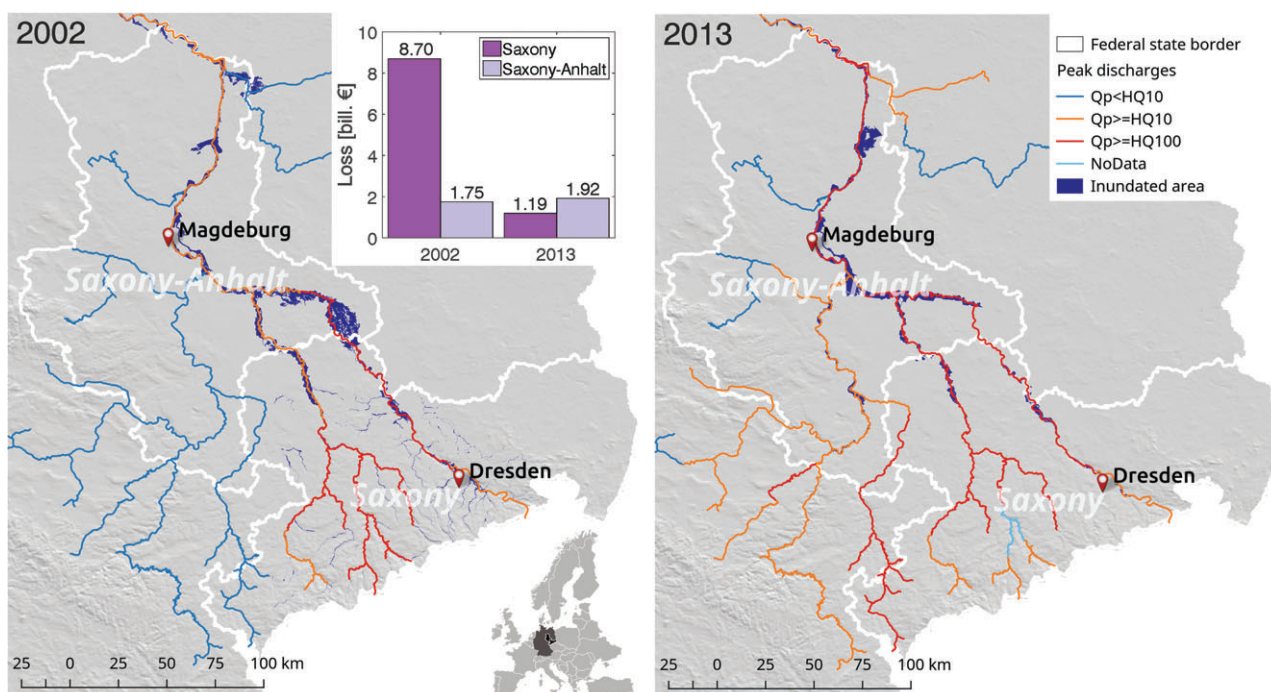 2002
Loss [bill. €]
10
8
6
4
2
0
8.70
1.75
1.19
1.92
2002
2013
Saxony
Saxony-Anhalt
Magdeburg
Saxony-Anhalt
Dresden
Saxony
25 0 25 50 75 100 km
2013
Federal state border
Peak discharges
Qp<HQ10
Qp>=HQ10
Qp>=HQ100
NoData
Inundated area
Magdeburg
Saxony-Anhalt
Dresden
Saxony
25 0 25 50 75 100 km